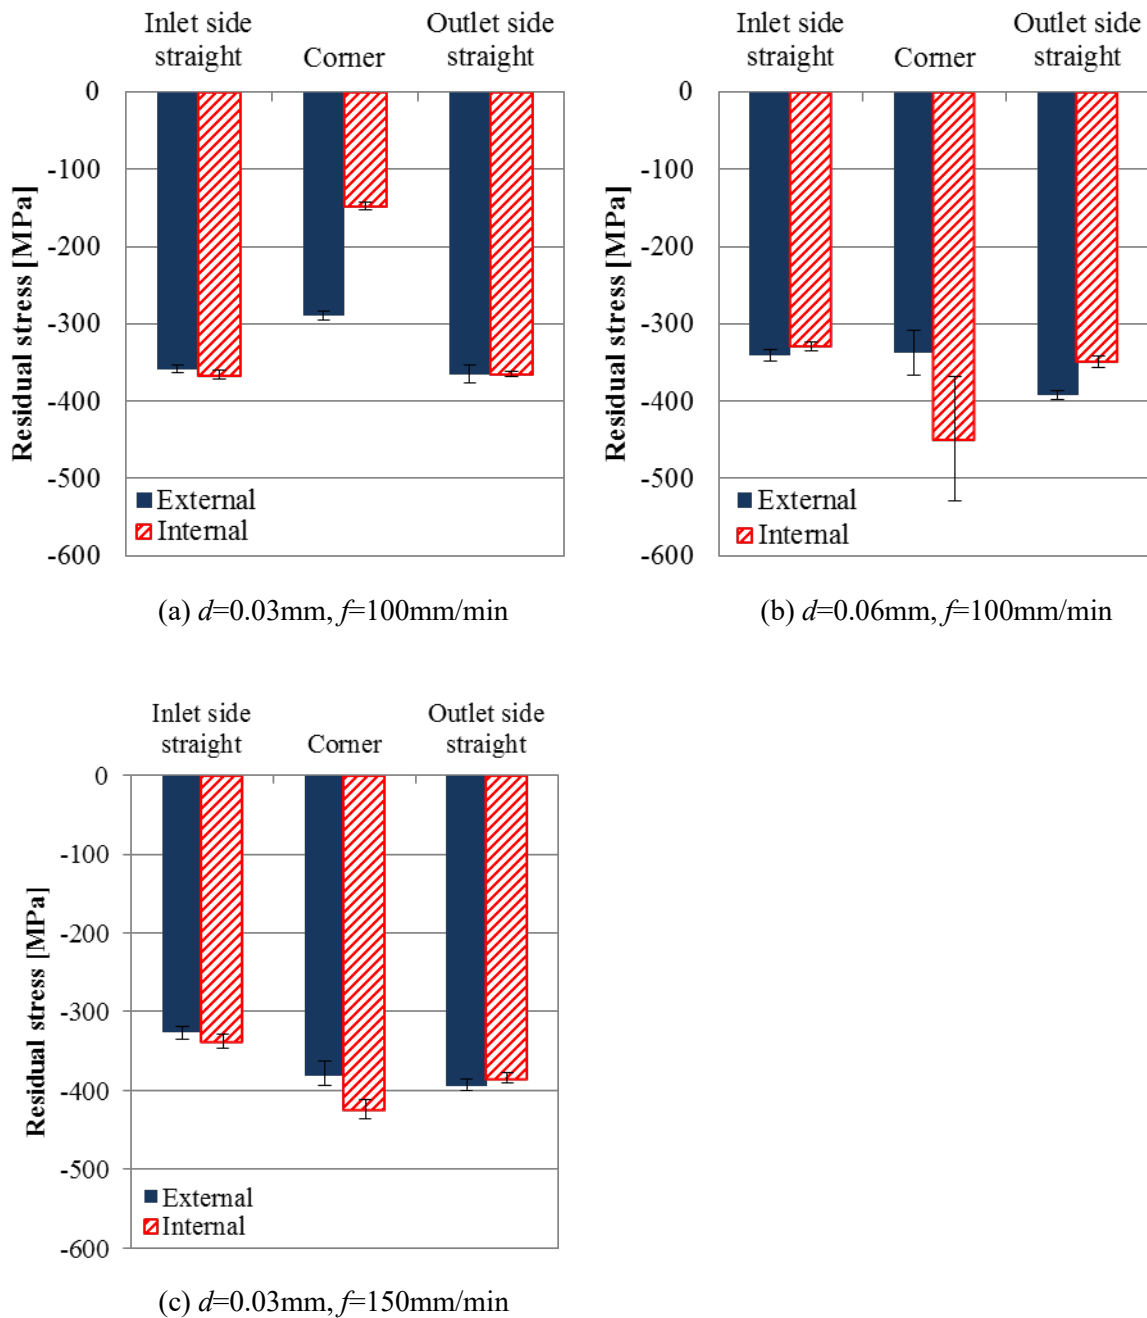 Inlet side
straight
Corner
Outlet side
straight
0
-100
-200
-300
-400
-500
-600
Residual stress [MPa]
External
Internal
(a) d=0.03mm, f=100mm/min
Inlet side
straight
Corner
Outlet side
straight
0
-100
-200
-300
-400
-500
-600
Residual stress [MPa]
External
Internal
(b) d=0.06mm, f=100mm/min
Inlet side
straight
Corner
Outlet side
straight
0
-100
-200
-300
-400
-500
-600
Residual stress [MPa]
External
Internal
(c) d=0.03mm, f=150mm/min